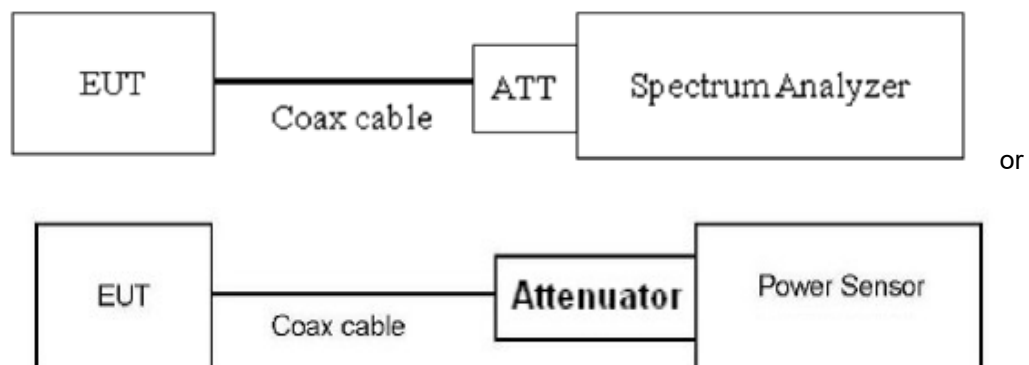 EUT
ATT
Spectrum Analyzer
Coax cable
or
EUT
Attenuator
Power Sensor
Coax cable